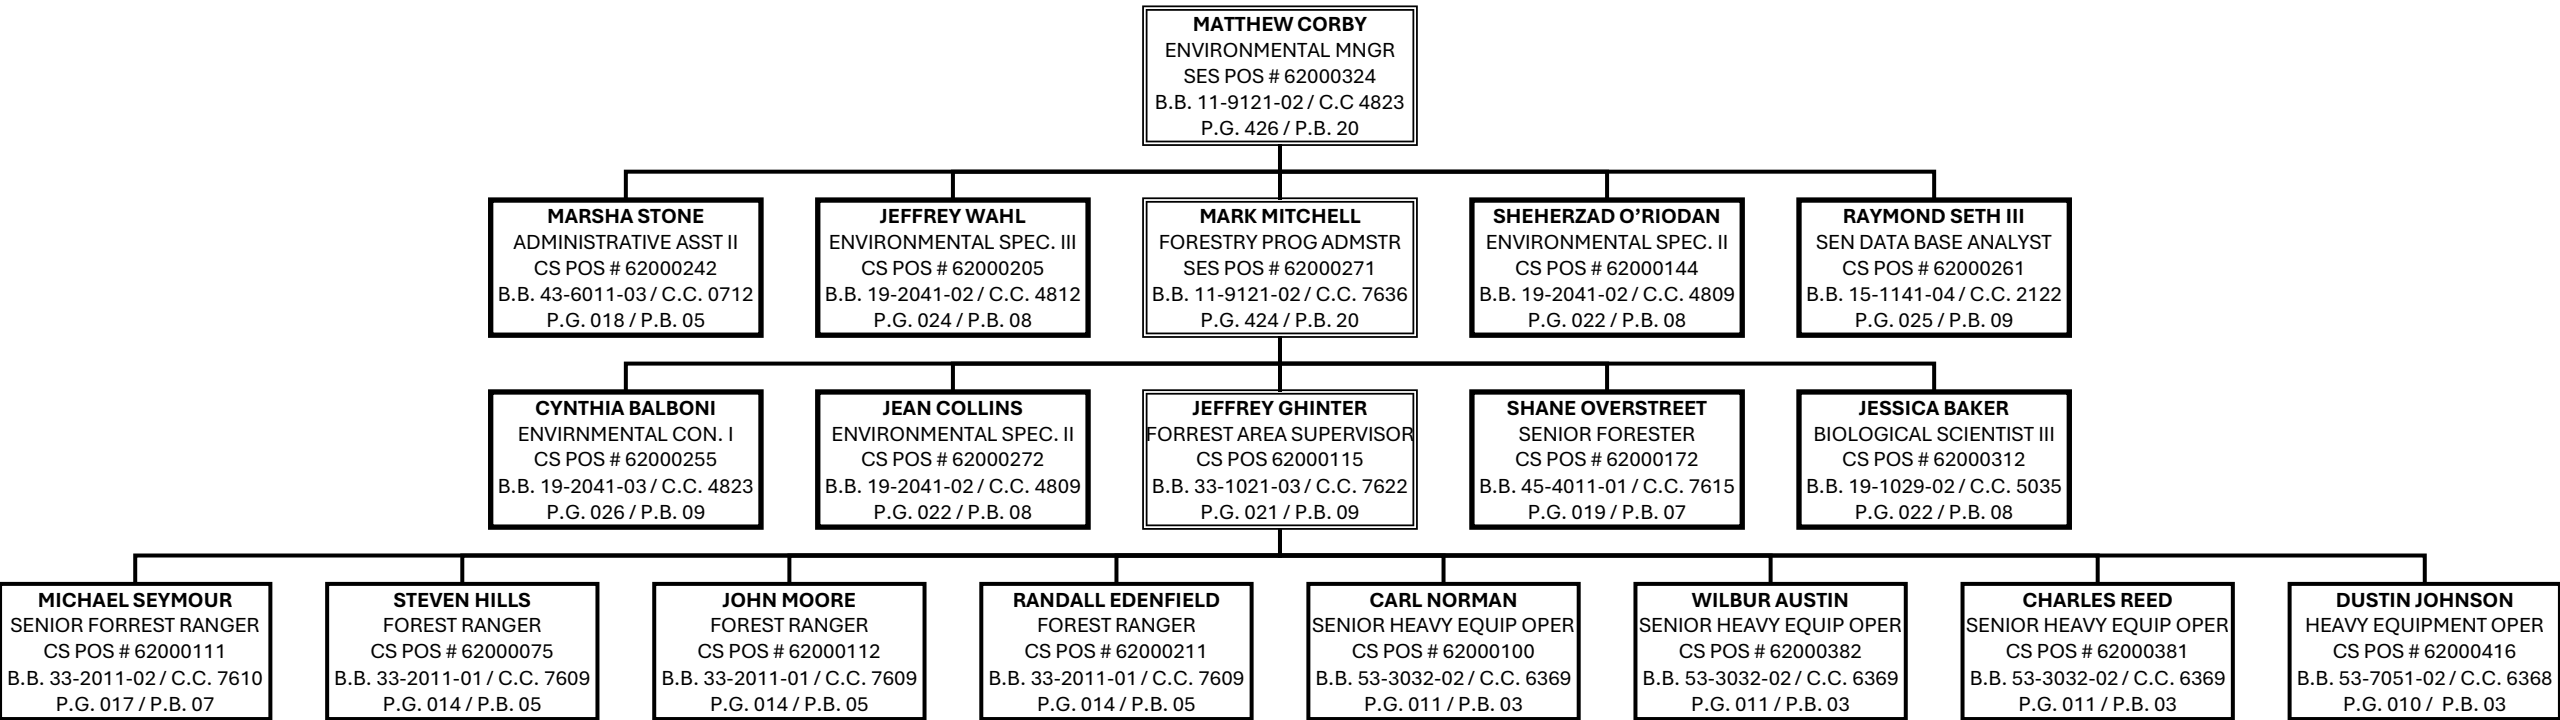 MATTHEW CORBY
ENVIRONMENTAL MNGR
SES POS # 62000324
B.B. 11-9121-02 / C.C 4823
P.G. 426 / P.B. 20
MARSHA STONE
ADMINISTRATIVE ASST II
CS POS # 62000242
B.B. 43-6011-03 / C.C. 0712
P.G. 018 / P.B. 05
JEFFREY WAHL
ENVIRONMENTAL SPEC. III
CS POS # 62000205
B.B. 19-2041-02 / C.C. 4812
P.G. 024 / P.B. 08
MARK MITCHELL
FORESTRY PROG ADMSTR
SES POS # 62000271
B.B. 11-9121-02 / C.C. 7636
P.G. 424 / P.B. 20
SHEHERZAD O’RIODAN
ENVIRONMENTAL SPEC. II
CS POS # 62000144
B.B. 19-2041-02 / C.C. 4809
P.G. 022 / P.B. 08
RAYMOND SETH III
SEN DATA BASE ANALYST
CS POS # 62000261
B.B. 15-1141-04 / C.C. 2122
P.G. 025 / P.B. 09
CYNTHIA BALBONI
ENVIRNMENTAL CON. I
CS POS # 62000255
B.B. 19-2041-03 / C.C. 4823
P.G. 026 / P.B. 09
JEAN COLLINS
ENVIRONMENTAL SPEC. II
CS POS # 62000272
B.B. 19-2041-02 / C.C. 4809
P.G. 022 / P.B. 08
JEFFREY GHINTER
FORREST AREA SUPERVISOR
CS POS 62000115
B.B. 33-1021-03 / C.C. 7622
P.G. 021 / P.B. 09
SHANE OVERSTREET
SENIOR FORESTER
CS POS # 62000172
B.B. 45-4011-01 / C.C. 7615
P.G. 019 / P.B. 07
JESSICA BAKER
BIOLOGICAL SCIENTIST III
CS POS # 62000312
B.B. 19-1029-02 / C.C. 5035
P.G. 022 / P.B. 08
MICHAEL SEYMOUR
SENIOR FORREST RANGER
CS POS # 62000111
B.B. 33-2011-02 / C.C. 7610
P.G. 017 / P.B. 07
STEVEN HILLS
FOREST RANGER
CS POS # 62000075
B.B. 33-2011-01 / C.C. 7609
P.G. 014 / P.B. 05
JOHN MOORE
FOREST RANGER
CS POS # 62000112
B.B. 33-2011-01 / C.C. 7609
P.G. 014 / P.B. 05
RANDALL EDENFIELD
FOREST RANGER
CS POS # 62000211
B.B. 33-2011-01 / C.C. 7609
P.G. 014 / P.B. 05
CARL NORMAN
SENIOR HEAVY EQUIP OPER
CS POS # 62000100
B.B. 53-3032-02 / C.C. 6369
P.G. 011 / P.B. 03
WILBUR AUSTIN
SENIOR HEAVY EQUIP OPER
CS POS # 62000382
B.B. 53-3032-02 / C.C. 6369
P.G. 011 / P.B. 03
CHARLES REED
SENIOR HEAVY EQUIP OPER
CS POS # 62000381
B.B. 53-3032-02 / C.C. 6369
P.G. 011 / P.B. 03
DUSTIN JOHNSON
HEAVY EQUIPMENT OPER
CS POS # 62000416
B.B. 53-7051-02 / C.C. 6368
P.G. 010 / P.B. 03